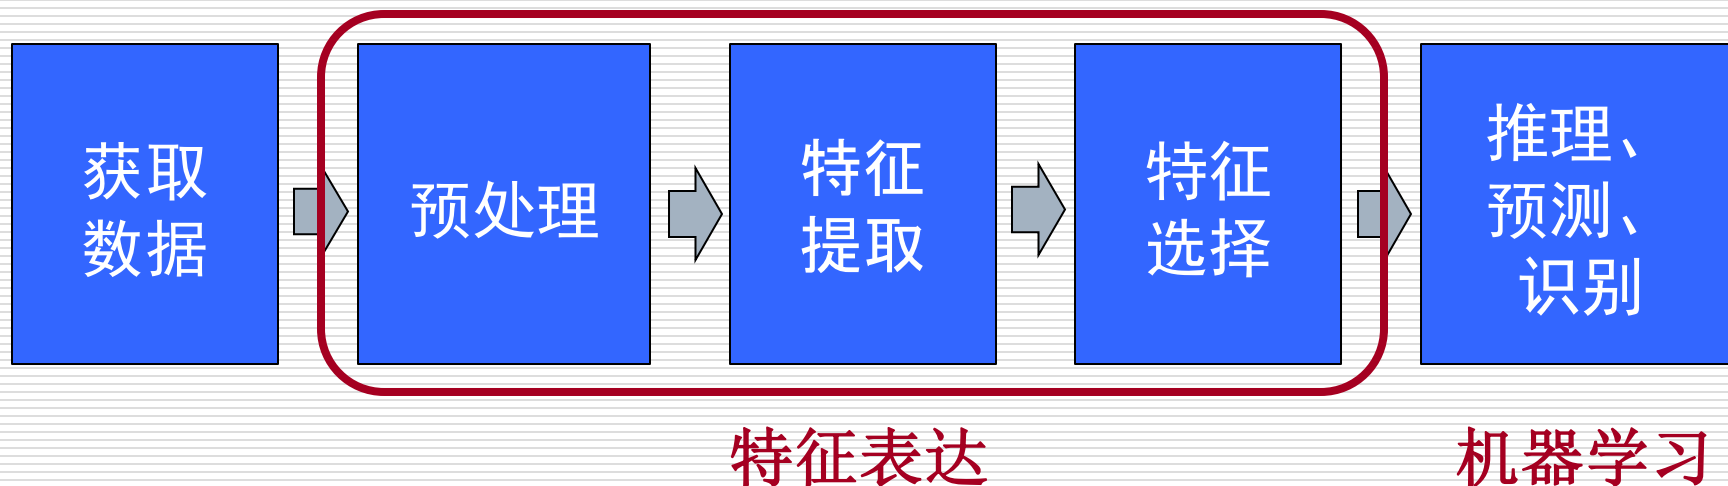 获取
数据
预处理
特征
提取
特征
选择
推理、
预测、
识别
特征表达
机器学习